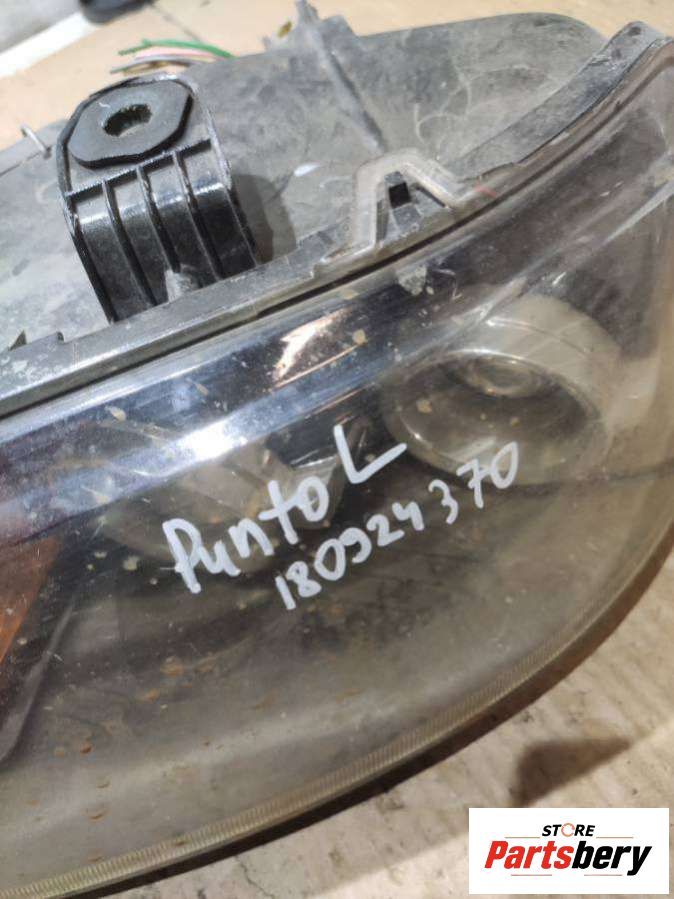 Punto L
180924370
STORE
Partsbery